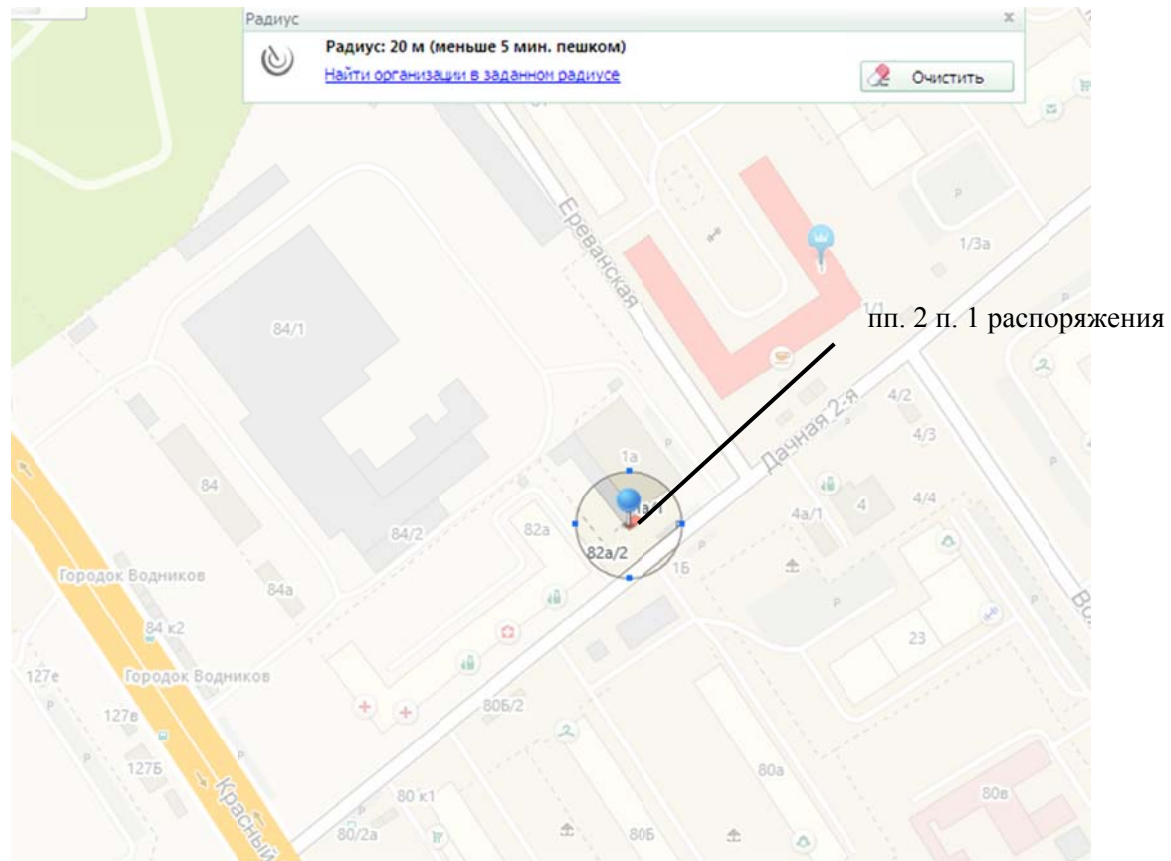 Радиус
Радиус: 20 м (меньше 5 мин. пешком)
Найти организации в заданном радиусе
Очистить
Ереванская
P
1/3а
1/1
пп. 2 п. 1 распоряжения
84/1
Дачная 2-я
4/2
4/3
P
1а
P
84
4а/1
4
4/4
84/2
82а
82а/2
P
1Б
Городок Водников
84а
P
84 к2
23
127е
Городок Водников
P
127в
80Б/2
127Б
P
80а
80в
Красный
80 к1
P
80/2а
80Б